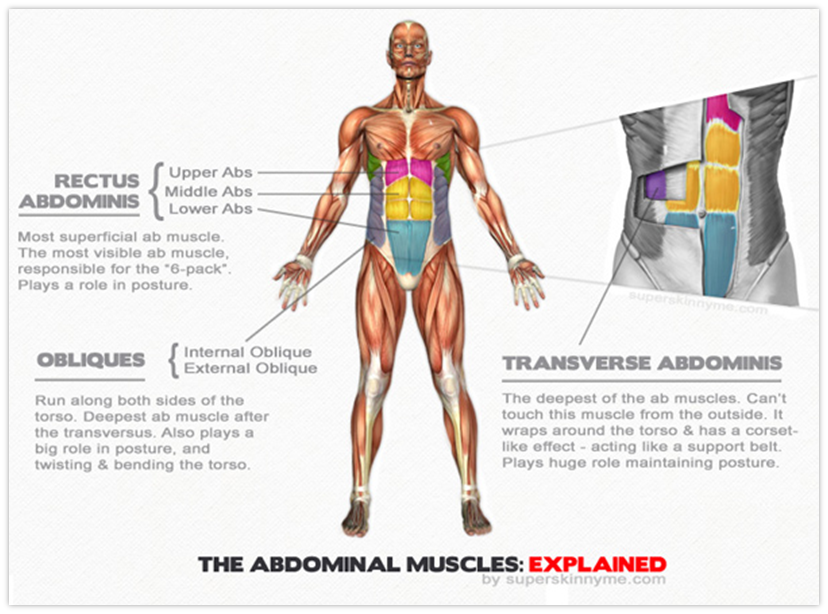 RECTUS
ABDOMINIS
Upper Abs
Middle Abs
Lower Abs
Most superficial ab muscle.
The most visible ab muscle,
responsible for the "6-pack".
Plays a role in posture.
OBLIQUES
Internal Oblique
External Oblique
Run along both sides of the
torso. Deepest ab muscle after
the transversus. Also plays a
big role in posture, and
twisting & bending the torso.
superskinnyme.com
TRANSVERSE ABDOMINIS
The deepest of the ab muscles. Can't
touch this muscle from the outside. It
wraps around the torso & has a corset-
like effect - acting like a support belt.
Plays huge role maintaining posture.
THE ABDOMINAL MUSCLES: EXPLAINED
by superskinnyme.com